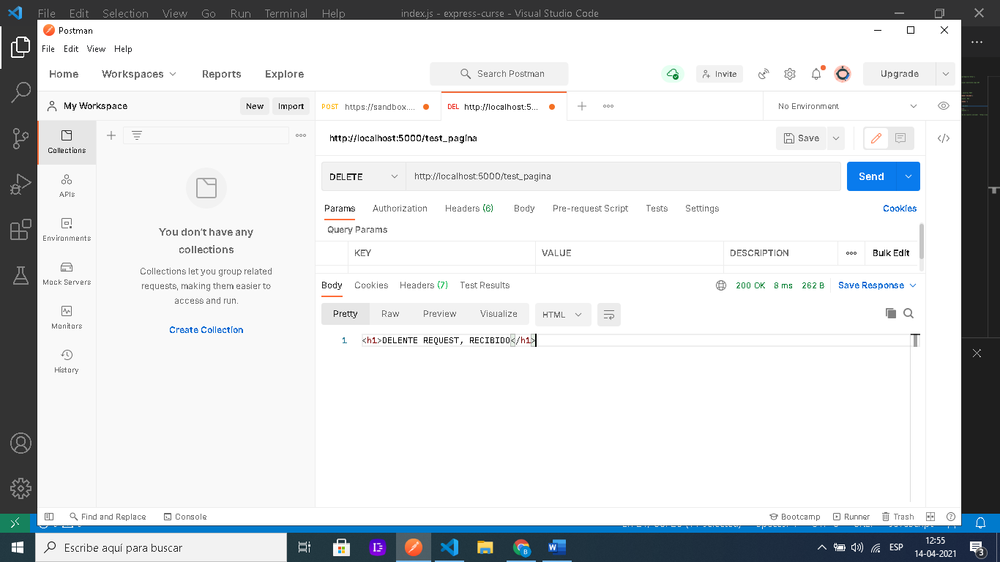 File Edit Selection View Go Run Terminal Help index.js - express-curse - Visual Studio Code
Postman
File Edit View Help
Home Workspaces Reports Explore Search Postman Invite Upgrade
My Workspace New Import POST https://sandbox.... DEL http://localhost:5... No Environment
Collections
http://localhost:5000/test_pagina Save
DELETE http://localhost:5000/test_pagina Send
APIs
Params Authorization Headers (6) Body Pre-request Script Tests Settings Cookies
Query Params
KEY VALUE DESCRIPTION Bulk Edit
Environments
You don't have any
collections
Collections let you group related
requests, making them easier to
access and run.
Create Collection
Mock Servers
Monitors
History
Body Cookies Headers (7) Test Results 200 OK 8 ms 262 B Save Response
Pretty Raw Preview Visualize HTML
1 <h1>DELENTE REQUEST, RECIBIDO</h1>
Find and Replace Console Bootcamp Runner Trash
Escribe aquí para buscar ESP 12:55
14-04-2021 3